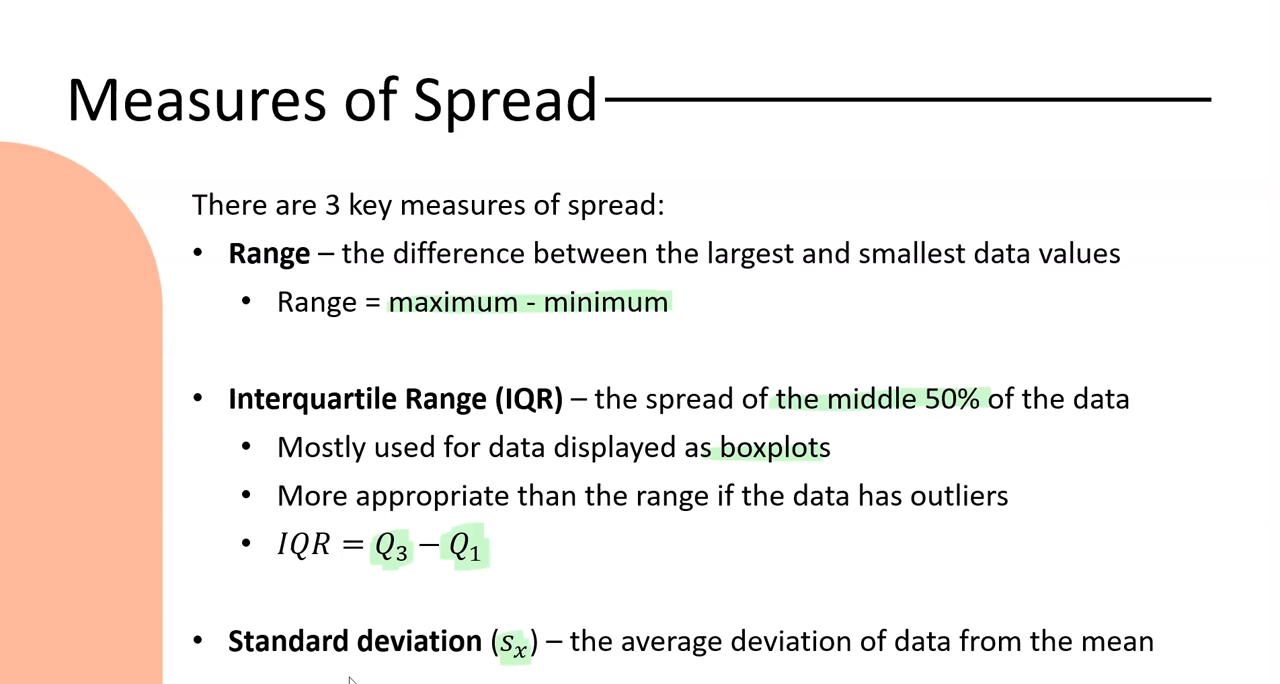 Measures of Spread
There are 3 key measures of spread:
• Range – the difference between the largest and smallest data values
• Range = maximum - minimum
• Interquartile Range (IQR) – the spread of the middle 50% of the data
• Mostly used for data displayed as boxplots
• More appropriate than the range if the data has outliers
• IQR = Q₃ − Q₁
• Standard deviation (sₓ) – the average deviation of data from the mean